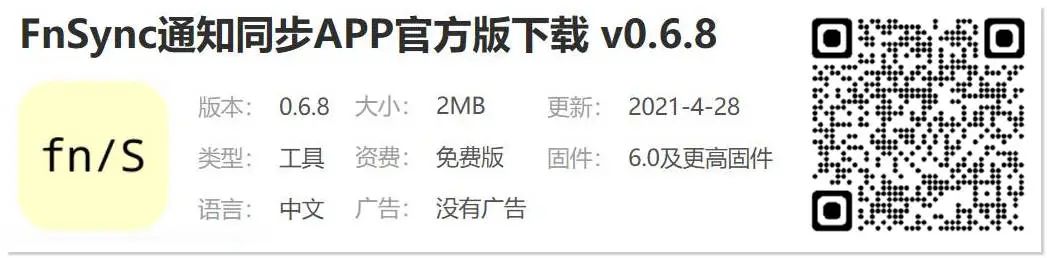 FnSync通知同步APP官方版下载 v0.6.8
fn/S
版本： 0.6.8 大小： 2MB 更新： 2021-4-28
类型： 工具 资费： 免费版 固件： 6.0及更高固件
语言： 中文 广告： 没有广告